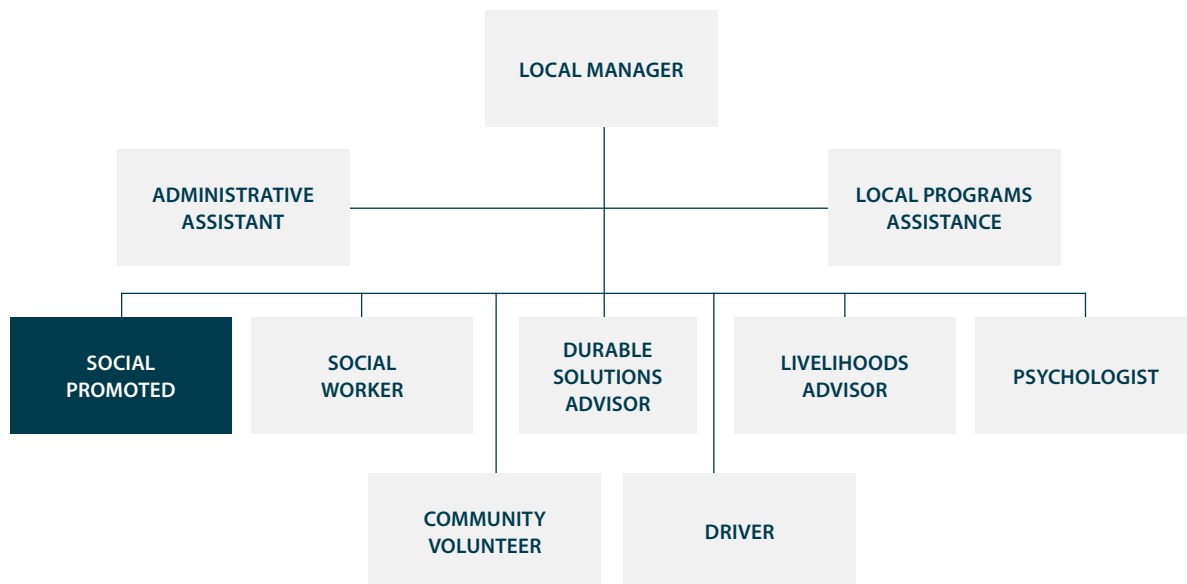 LOCAL MANAGER
ADMINISTRATIVE
ASSISTANT
LOCAL PROGRAMS
ASSISTANCE
SOCIAL
PROMOTED
SOCIAL
WORKER
DURABLE
SOLUTIONS
ADVISOR
LIVELIHOODS
ADVISOR
PSYCHOLOGIST
COMMUNITY
VOLUNTEER
DRIVER